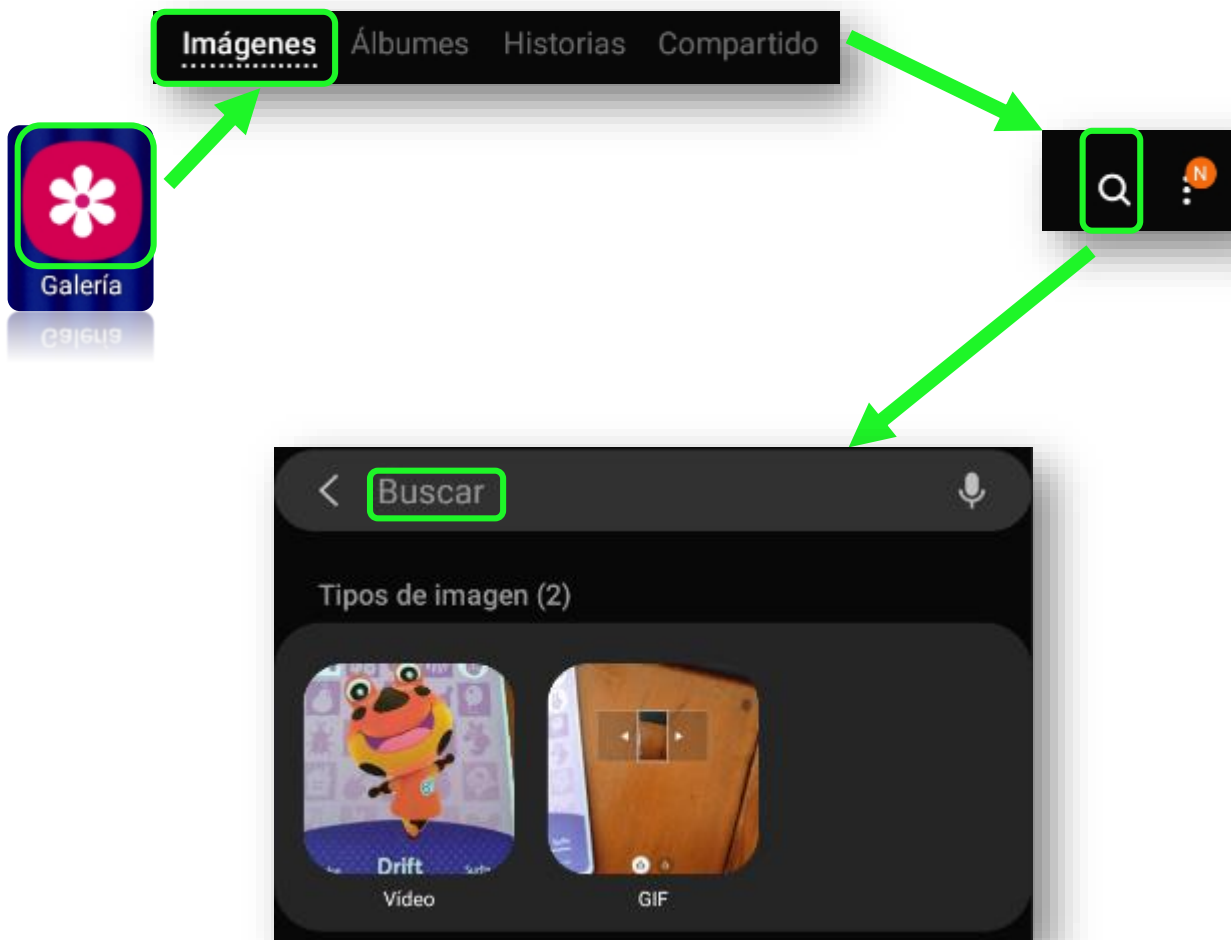 Imágenes Álbumes Historias Compartido
N
Galería
Buscar
Tipos de imagen (2)
Drift
Vídeo
GIF